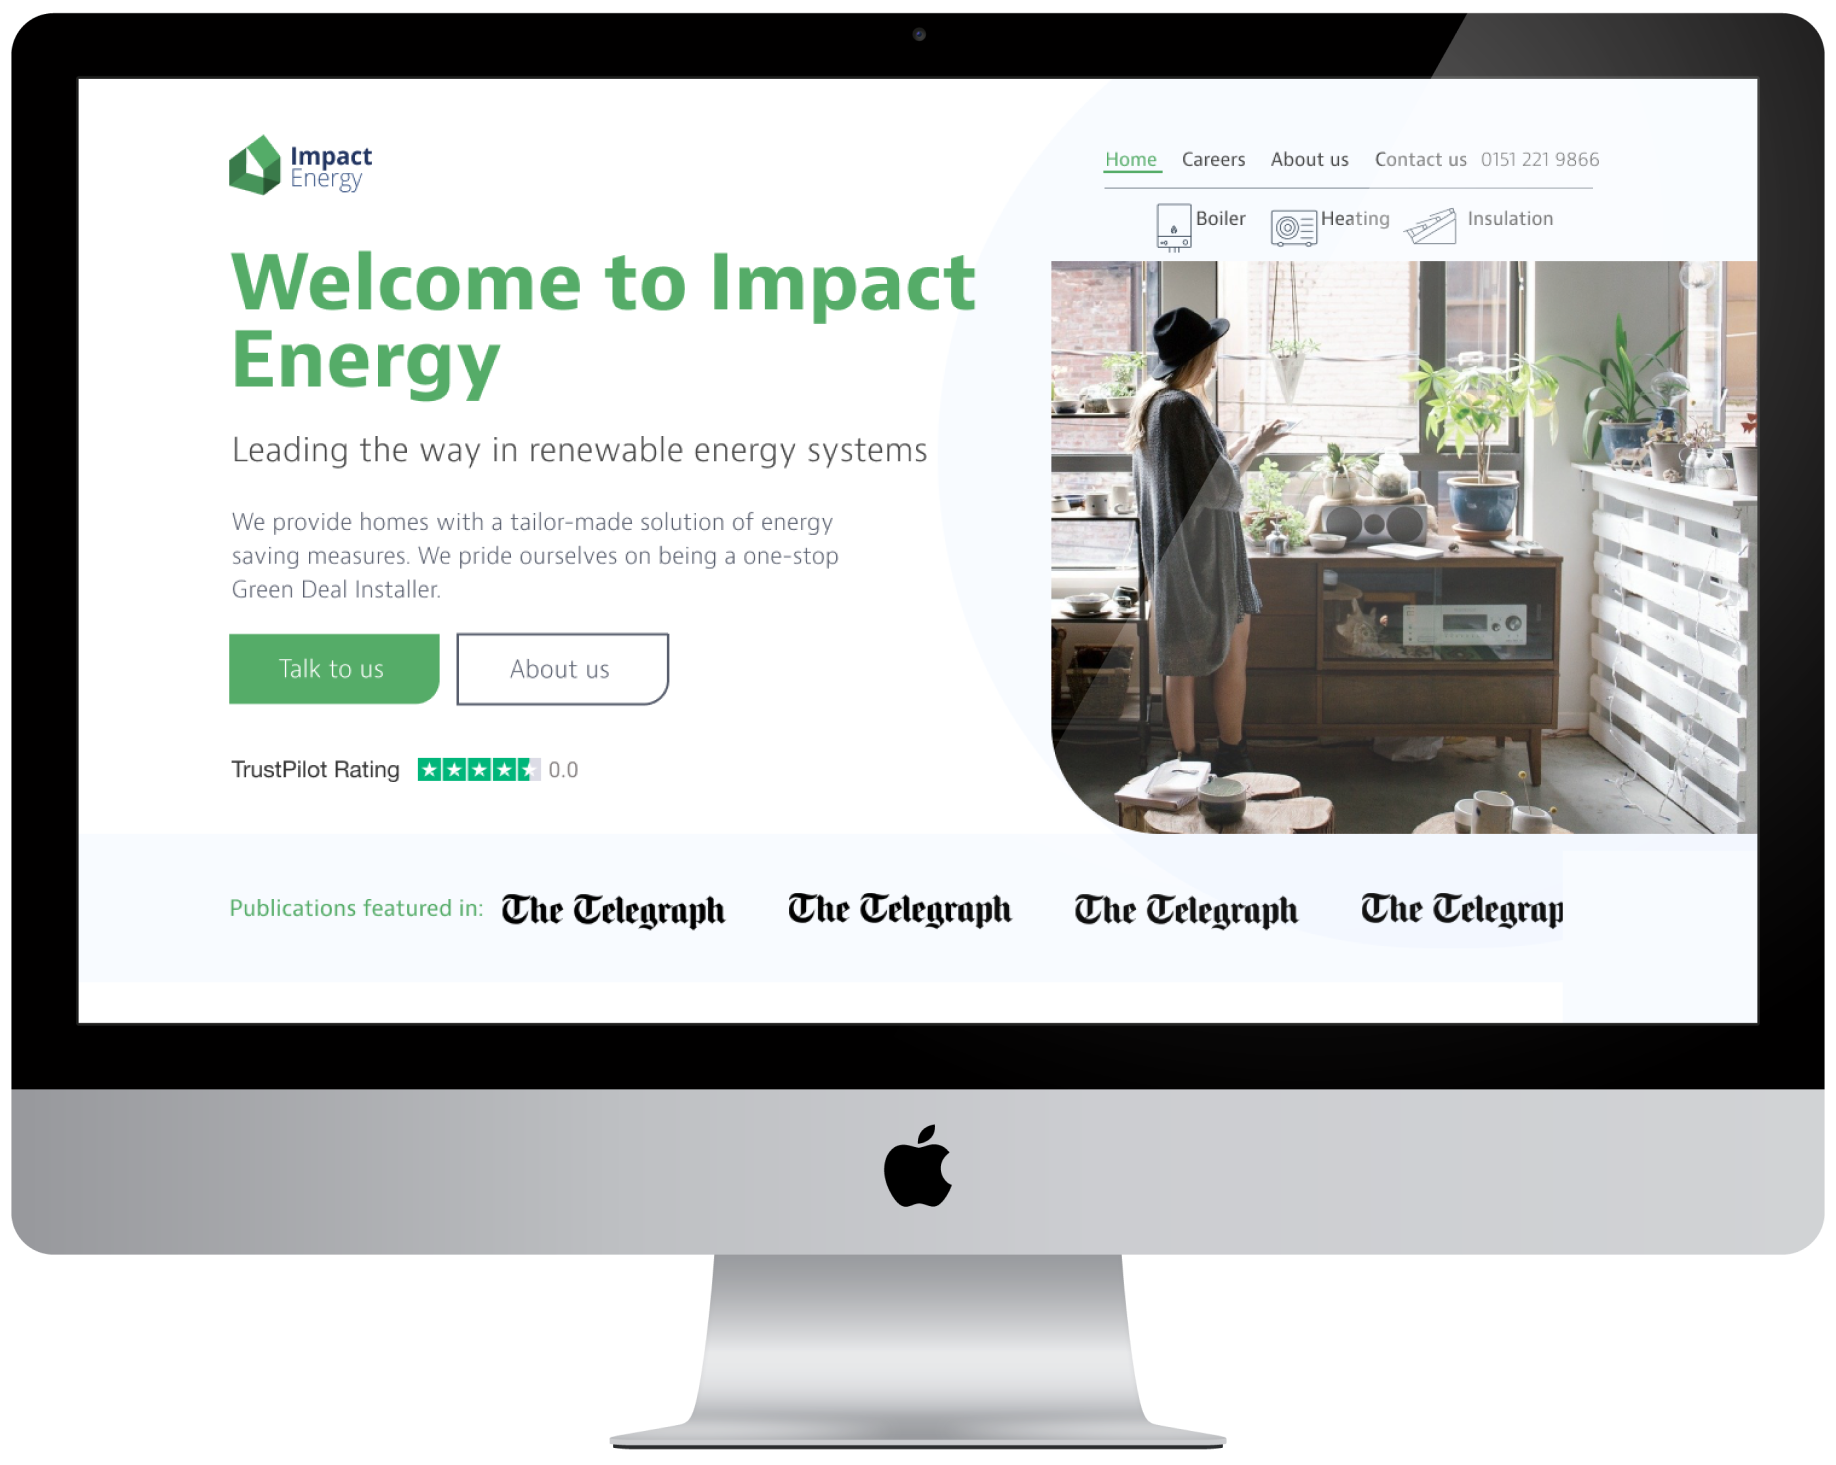 Impact
Energy
Home Careers About us Contact us 0151 221 9866
Boiler Heating Insulation
Welcome to Impact
Energy
Leading the way in renewable energy systems
We provide homes with a tailor-made solution of energy
saving measures. We pride ourselves on being a one-stop
Green Deal Installer.
Talk to us About us
TrustPilot Rating 0.0
Publications featured in: The Telegraph The Telegraph The Telegraph The Telegrap